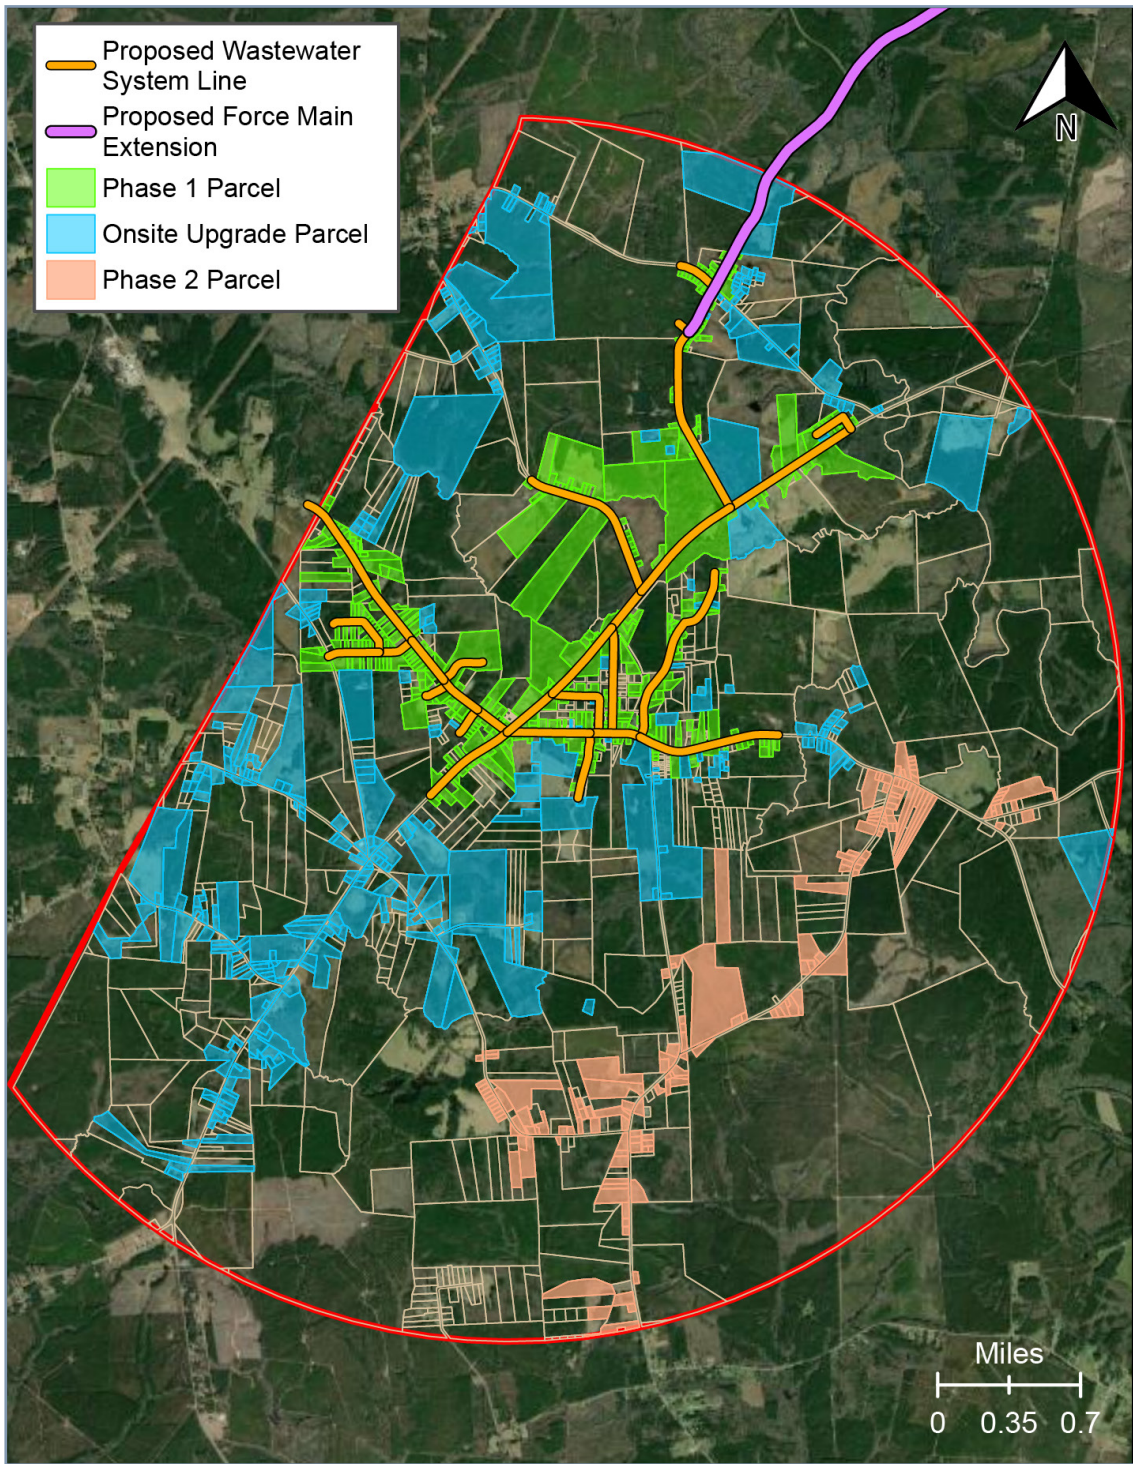 Proposed Wastewater
System Line
Proposed Force Main
Extension
Phase 1 Parcel
Onsite Upgrade Parcel
Phase 2 Parcel
N
Miles
0 0.35 0.7